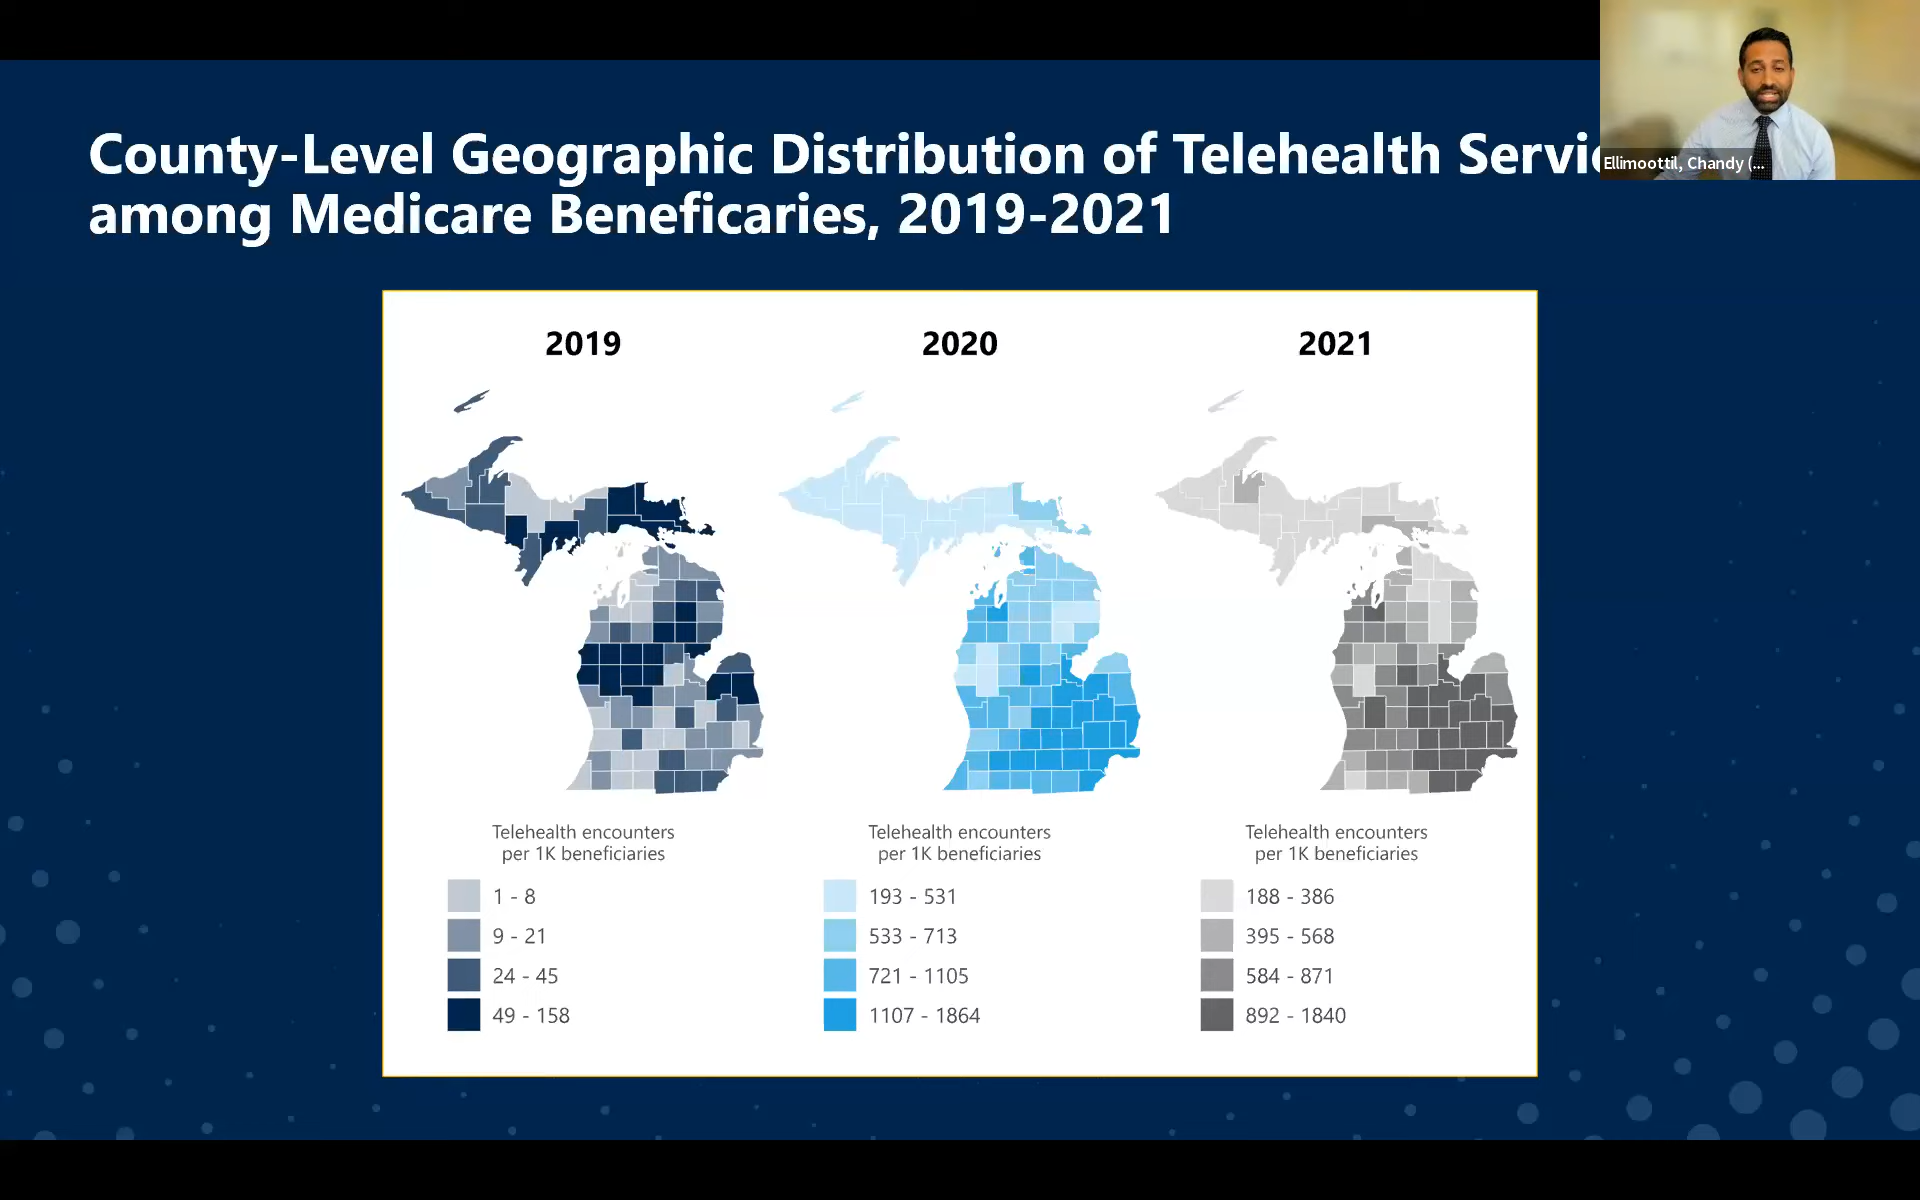 County-Level Geographic Distribution of Telehealth
among Medicare Beneficaries, 2019-2021
Ellimoottil, Chandy (...
2019
2020
2021
Telehealth encounters
per 1K beneficiaries
1 - 8
9 - 21
24 - 45
49 - 158
Telehealth encounters
per 1K beneficiaries
193 - 531
533 - 713
721 - 1105
1107 - 1864
Telehealth encounters
per 1K beneficiaries
188 - 386
395 - 568
584 - 871
892 - 1840